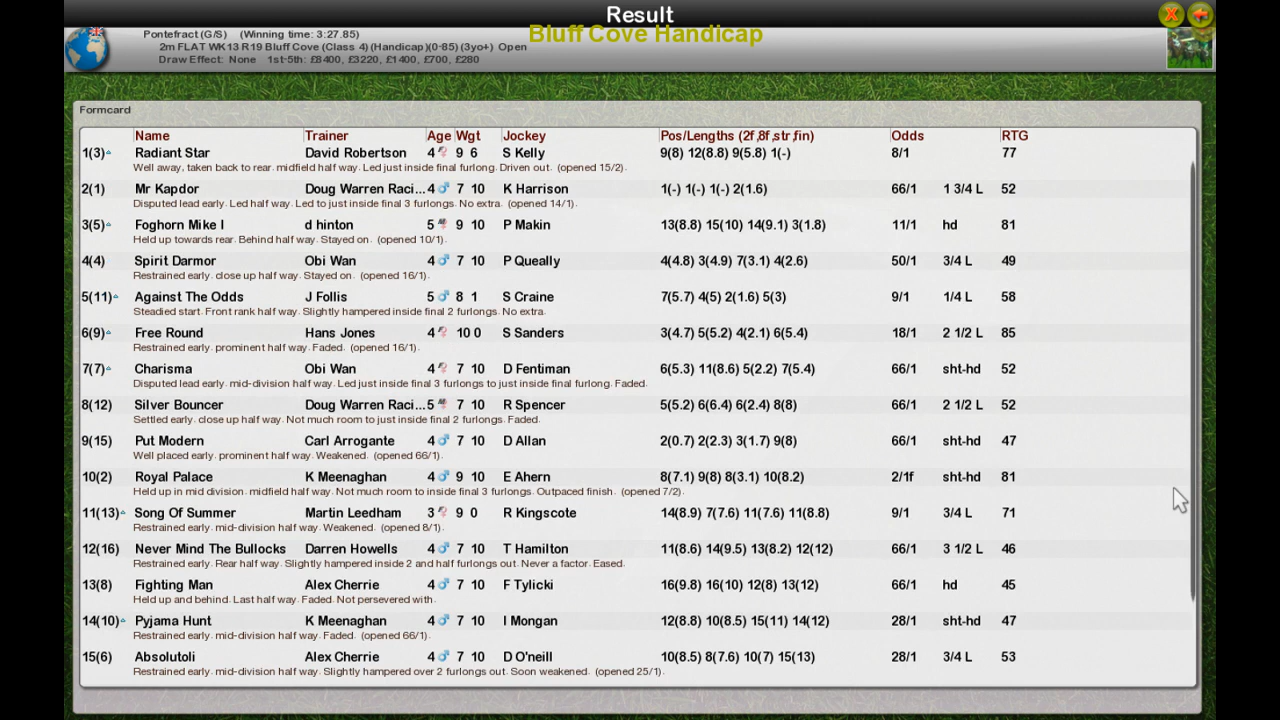 Result
Bluff Cove Handicap
Pontefract (G/S) (Winning time: 3:27.85)
2m FLAT WK13 R19 Bluff Cove (Class 4) (Handicap)(0-85) (3yo+) Open
Draw Effect: None 1st-5th: £8400, £3220, £1400, £700, £280
Formcard
Name Trainer Age Wgt Jockey Pos/Lengths (2f,8f,str,fin) Odds RTG
1(3) Radiant Star David Robertson 4 9 6 S Kelly 9(8) 12(8.8) 9(5.8) 1(-) 8/1 77
Well away, taken back to rear. midfield half way. Led just inside final furlong. Driven out. (opened 15/2).
2(1) Mr Kapdor Doug Warren Raci... 4 7 10 K Harrison 1(-) 1(-) 1(-) 2(1.6) 66/1 1 3/4 L 52
Disputed lead early. Led half way. Led to just inside final 3 furlongs. No extra. (opened 14/1).
3(5) Foghorn Mike I d hinton 5 9 10 P Makin 13(8.8) 15(10) 14(9.1) 3(1.8) 11/1 hd 81
Held up towards rear. Behind half way. Stayed on. (opened 10/1).
4(4) Spirit Darmor Obi Wan 4 7 10 P Queally 4(4.8) 3(4.9) 7(3.1) 4(2.6) 50/1 3/4 L 49
Restrained early. close up half way. Stayed on. (opened 16/1).
5(11) Against The Odds J Follis 5 8 1 S Craine 7(5.7) 4(5) 2(1.6) 5(3) 9/1 1/4 L 58
Steadied start. Front rank half way. Slightly hampered inside final 2 furlongs. No extra.
6(9) Free Round Hans Jones 4 10 0 S Sanders 3(4.7) 5(5.2) 4(2.1) 6(5.4) 18/1 2 1/2 L 85
Restrained early. prominent half way. Faded. (opened 16/1).
7(7) Charisma Obi Wan 4 7 10 D Fentiman 6(5.3) 11(8.6) 5(2.2) 7(5.4) 66/1 sht-hd 52
Disputed lead early. mid-division half way. Led just inside final 3 furlongs to just inside final furlong. Faded.
8(12) Silver Bouncer Doug Warren Raci... 5 7 10 R Spencer 5(5.2) 6(6.4) 6(2.4) 8(8) 66/1 2 1/2 L 52
Settled early. close up half way. Not much room to just inside final 2 furlongs. Faded.
9(15) Put Modern Carl Arrogante 4 7 10 D Allan 2(0.7) 2(2.3) 3(1.7) 9(8) 66/1 sht-hd 47
Well placed early. prominent half way. Weakened. (opened 66/1).
10(2) Royal Palace K Meenaghan 4 9 10 E Ahern 8(7.1) 9(8) 8(3.1) 10(8.2) 2/1f sht-hd 81
Held up in mid division. midfield half way. Not much room to inside final 3 furlongs. Outpaced finish. (opened 7/2).
11(13) Song Of Summer Martin Leedham 3 9 0 R Kingscote 14(8.9) 7(7.6) 11(7.6) 11(8.8) 9/1 3/4 L 71
Restrained early. mid-division half way. Weakened. (opened 8/1).
12(16) Never Mind The Bullocks Darren Howells 4 7 10 T Hamilton 11(8.6) 14(9.5) 13(8.2) 12(12) 66/1 3 1/2 L 46
Restrained early. Rear half way. Slightly hampered inside 2 and half furlongs out. Never a factor. Eased.
13(8) Fighting Man Alex Cherrie 4 7 10 F Tylicki 16(9.8) 16(10) 12(8) 13(12) 66/1 hd 45
Held up and behind. Last half way. Faded. Not persevered with.
14(10) Pyjama Hunt K Meenaghan 4 7 10 I Mongan 12(8.8) 10(8.5) 15(11) 14(12) 28/1 sht-hd 47
Restrained early. mid-division half way. Faded. (opened 66/1).
15(6) Absolutoli Alex Cherrie 4 7 10 D O'neill 10(8.5) 8(7.6) 10(7) 15(13) 28/1 3/4 L 53
Restrained early. mid-division half way. Slightly hampered over 2 furlongs out. Soon weakened. (opened 25/1).